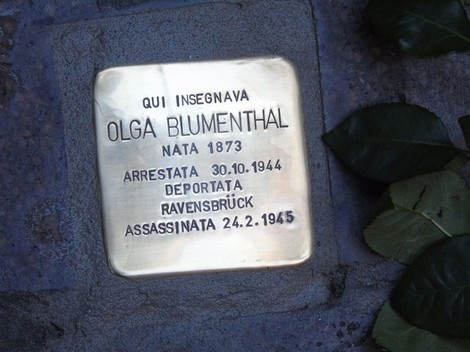 QUI INSEGNAVA
OLGA BLUMENTHAL
NATA 1873
ARRESTATA 30.10.1944
DEPORTATA
RAVENSBRÜCK
ASSASSINATA 24.2.1945